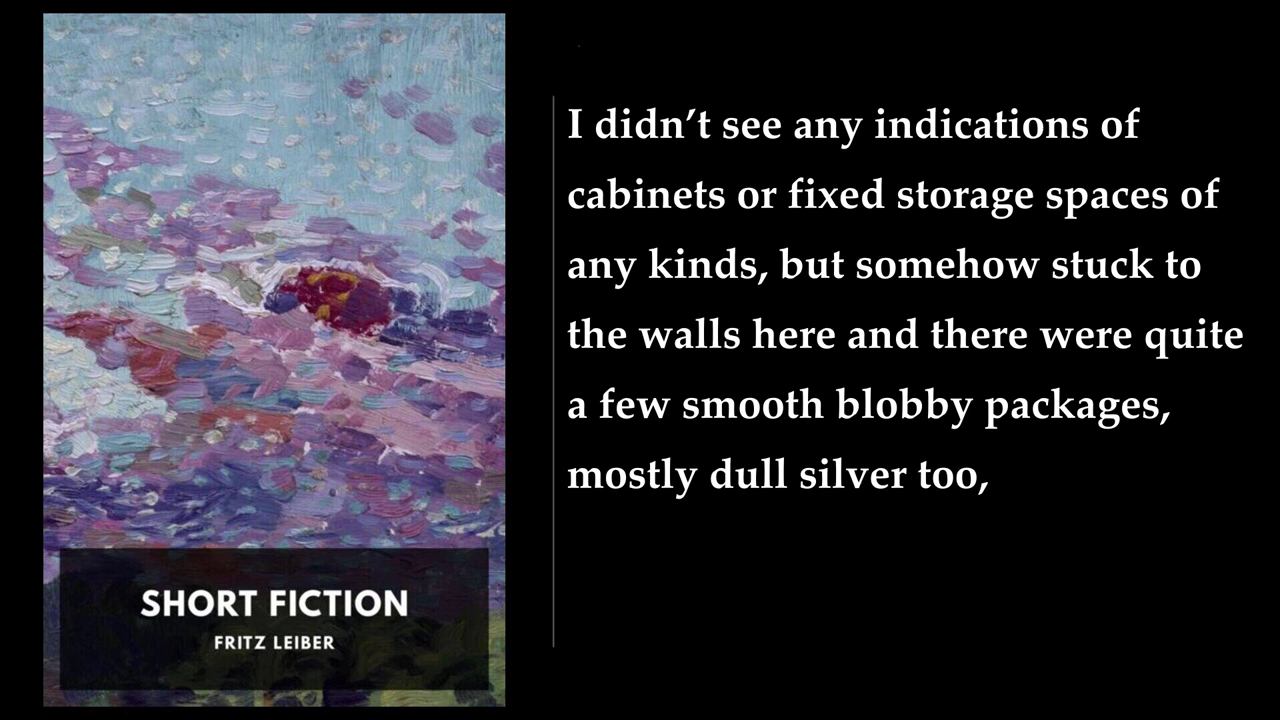 SHORT FICTION
FRITZ LEIBER
I didn’t see any indications of
cabinets or fixed storage spaces of
any kinds, but somehow stuck to
the walls here and there were quite
a few smooth blobby packages,
mostly dull silver too,